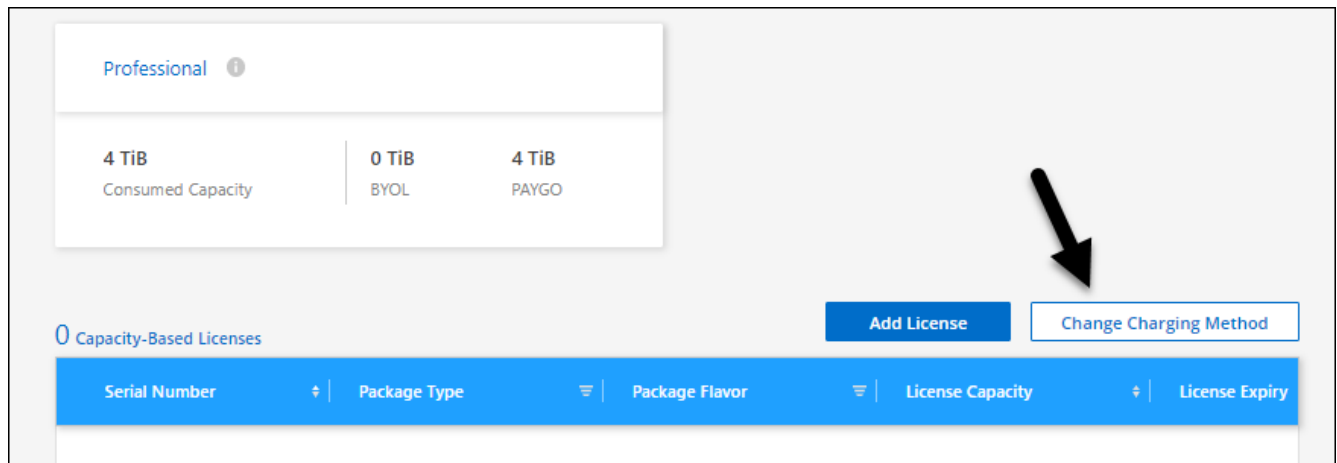 Professional
4 TiB 0 TiB 4 TiB
Consumed Capacity BYOL PAYGO
Add License Change Charging Method
0 Capacity-Based Licenses
Serial Number Package Type Package Flavor License Capacity License Expiry